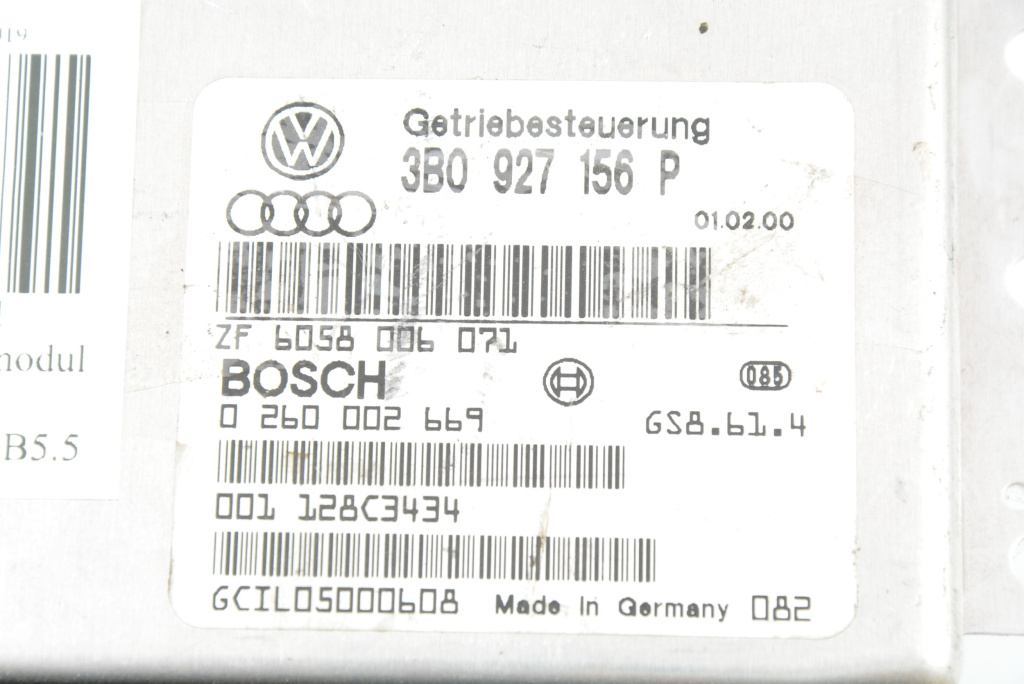 019
Getriebesteuerung
3B0 927 156 P
01.02.00
ZF 6058 006 071
BOSCH
085
0 260 002 669
GS8.61.4
001 128C3434
GCIL05000608 Made in Germany 082
B5.5